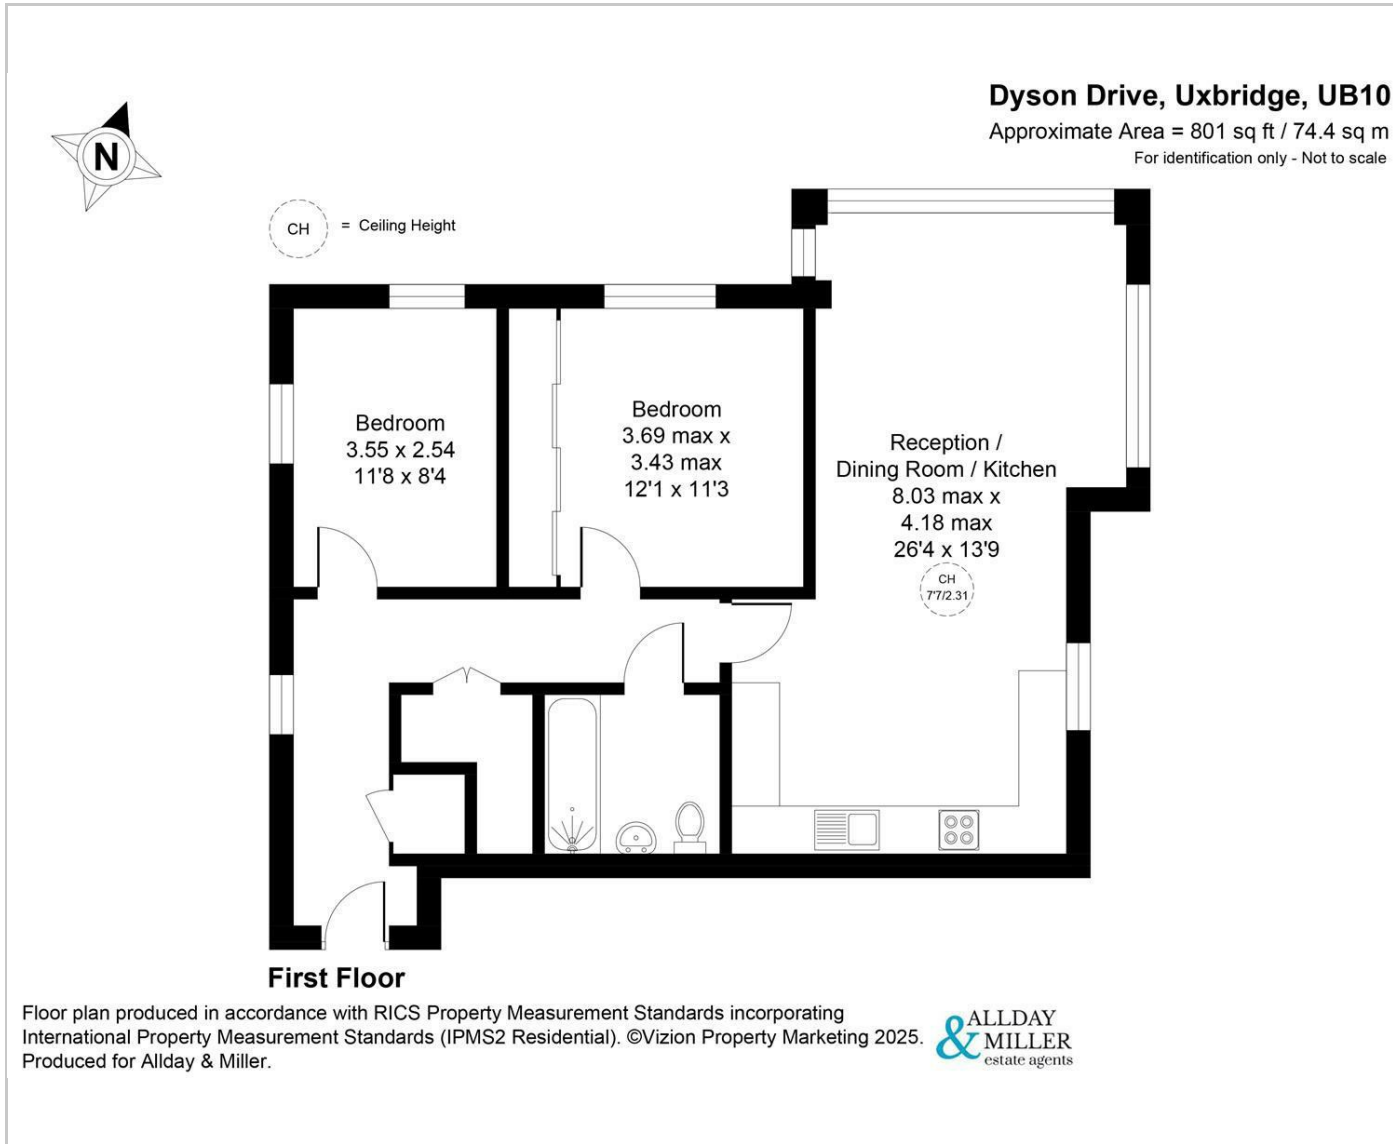 Dyson Drive, Uxbridge, UB10
Approximate Area = 801 sq ft / 74.4 sq m
For identification only - Not to scale
N
CH = Ceiling Height
Bedroom
3.55 x 2.54
11'8 x 8'4
Bedroom
3.69 max x
3.43 max
12'1 x 11'3
Reception /
Dining Room / Kitchen
8.03 max x
4.18 max
26'4 x 13'9
CH
7'7/2.31
First Floor
Floor plan produced in accordance with RICS Property Measurement Standards incorporating
International Property Measurement Standards (IPMS2 Residential). ©Vizion Property Marketing 2025.
Produced for Allday & Miller.
ALLDAY
& MILLER
estate agents